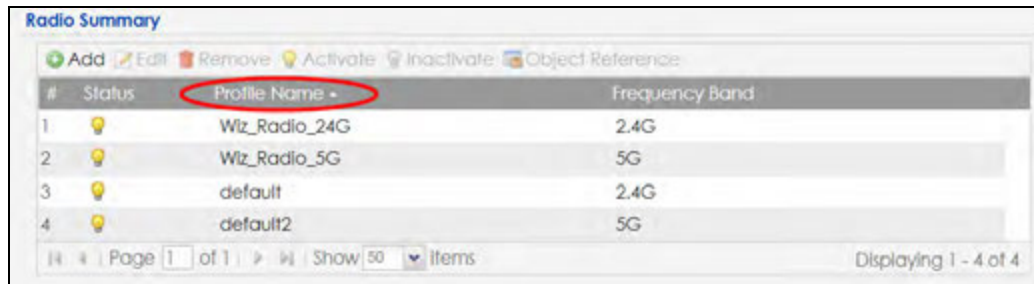 Radio Summary
Add Edit Remove Activate Inactivate Object Reference
# Status Profile Name Frequency Band
1 Wiz_Radio_24G 2.4G
2 Wiz_Radio_5G 5G
3 default 2.4G
4 default2 5G
Page 1 of 1 Show 50 Items Displaying 1 - 4 of 4